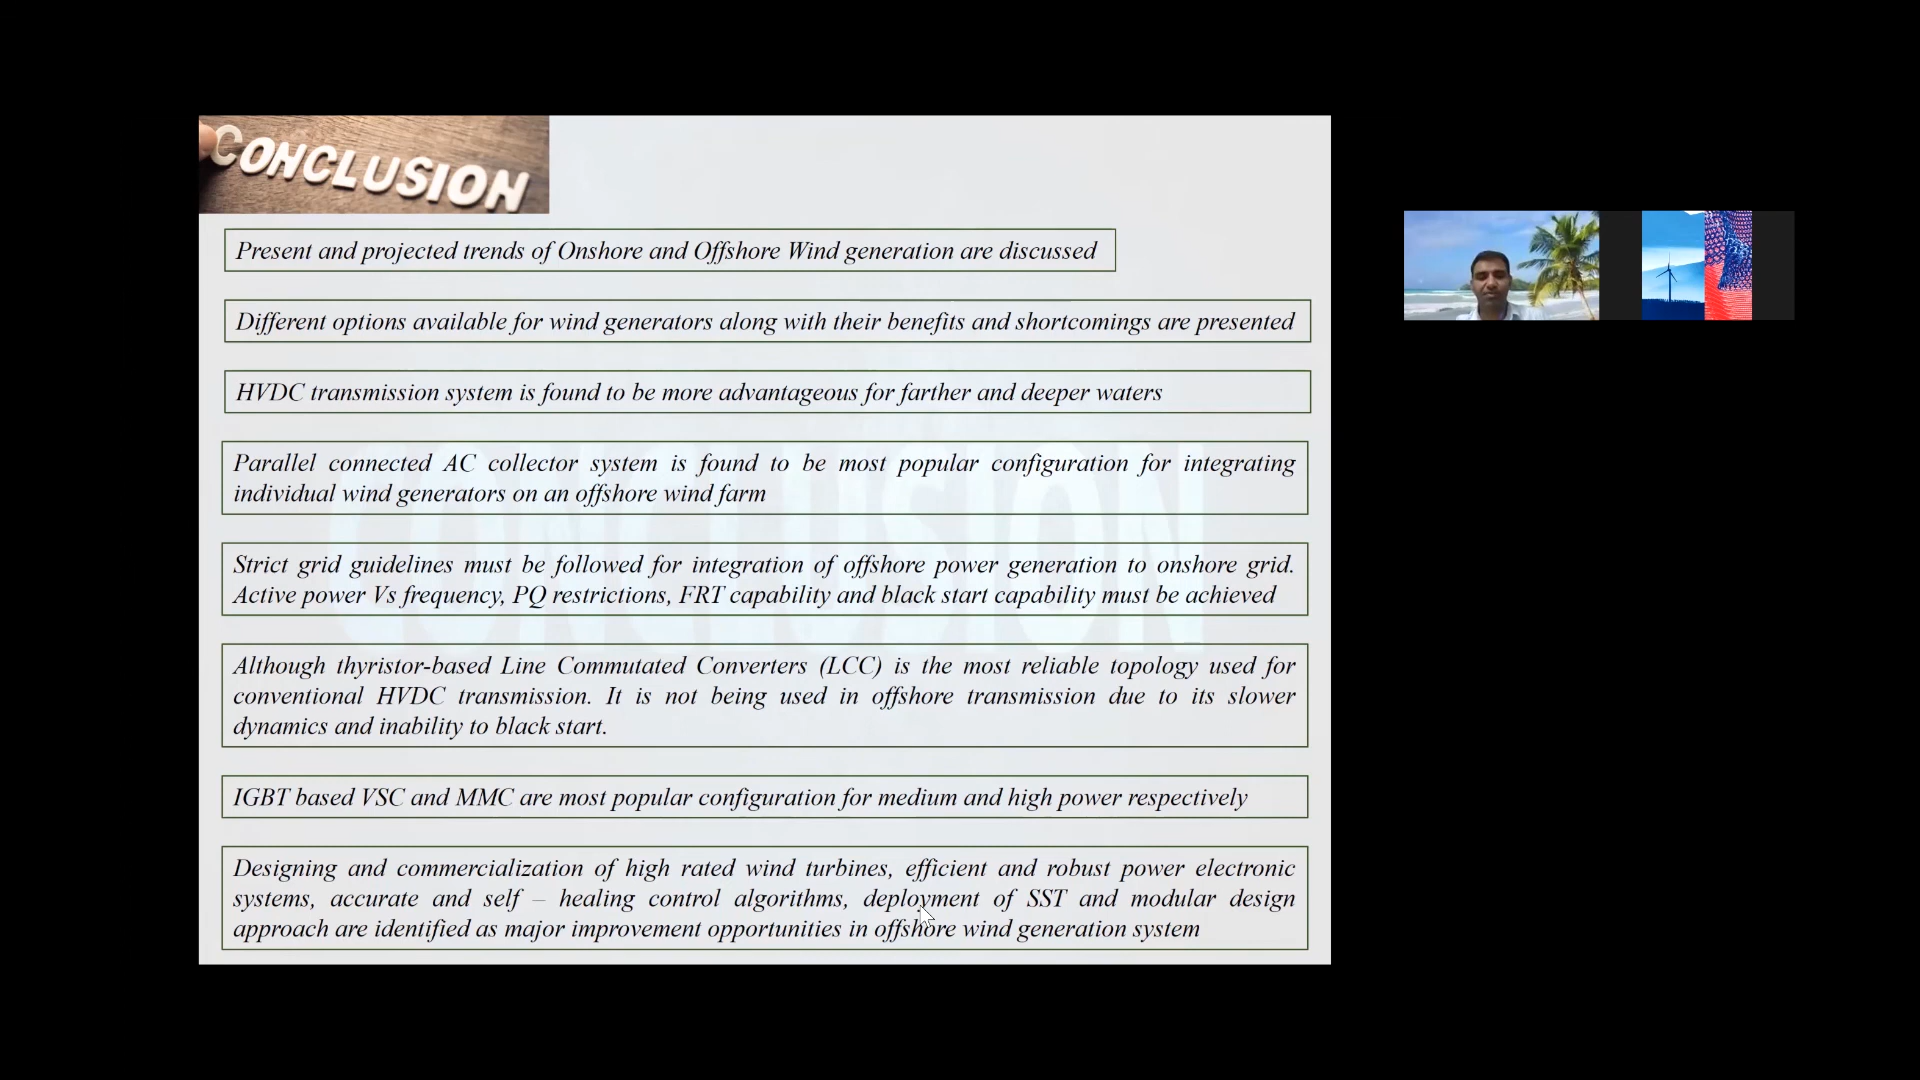 CONCLUSION
Present and projected trends of Onshore and Offshore Wind generation are discussed
Different options available for wind generators along with their benefits and shortcomings are presented
HVDC transmission system is found to be more advantageous for farther and deeper waters
Parallel connected AC collector system is found to be most popular configuration for integrating
individual wind generators on an offshore wind farm
Strict grid guidelines must be followed for integration of offshore power generation to onshore grid.
Active power Vs frequency, PQ restrictions, FRT capability and black start capability must be achieved
Although thyristor-based Line Commutated Converters (LCC) is the most reliable topology used for
conventional HVDC transmission. It is not being used in offshore transmission due to its slower
dynamics and inability to black start.
IGBT based VSC and MMC are most popular configuration for medium and high power respectively
Designing and commercialization of high rated wind turbines, efficient and robust power electronic
systems, accurate and self – healing control algorithms, deployment of SST and modular design
approach are identified as major improvement opportunities in offshore wind generation system
CONCLUSION